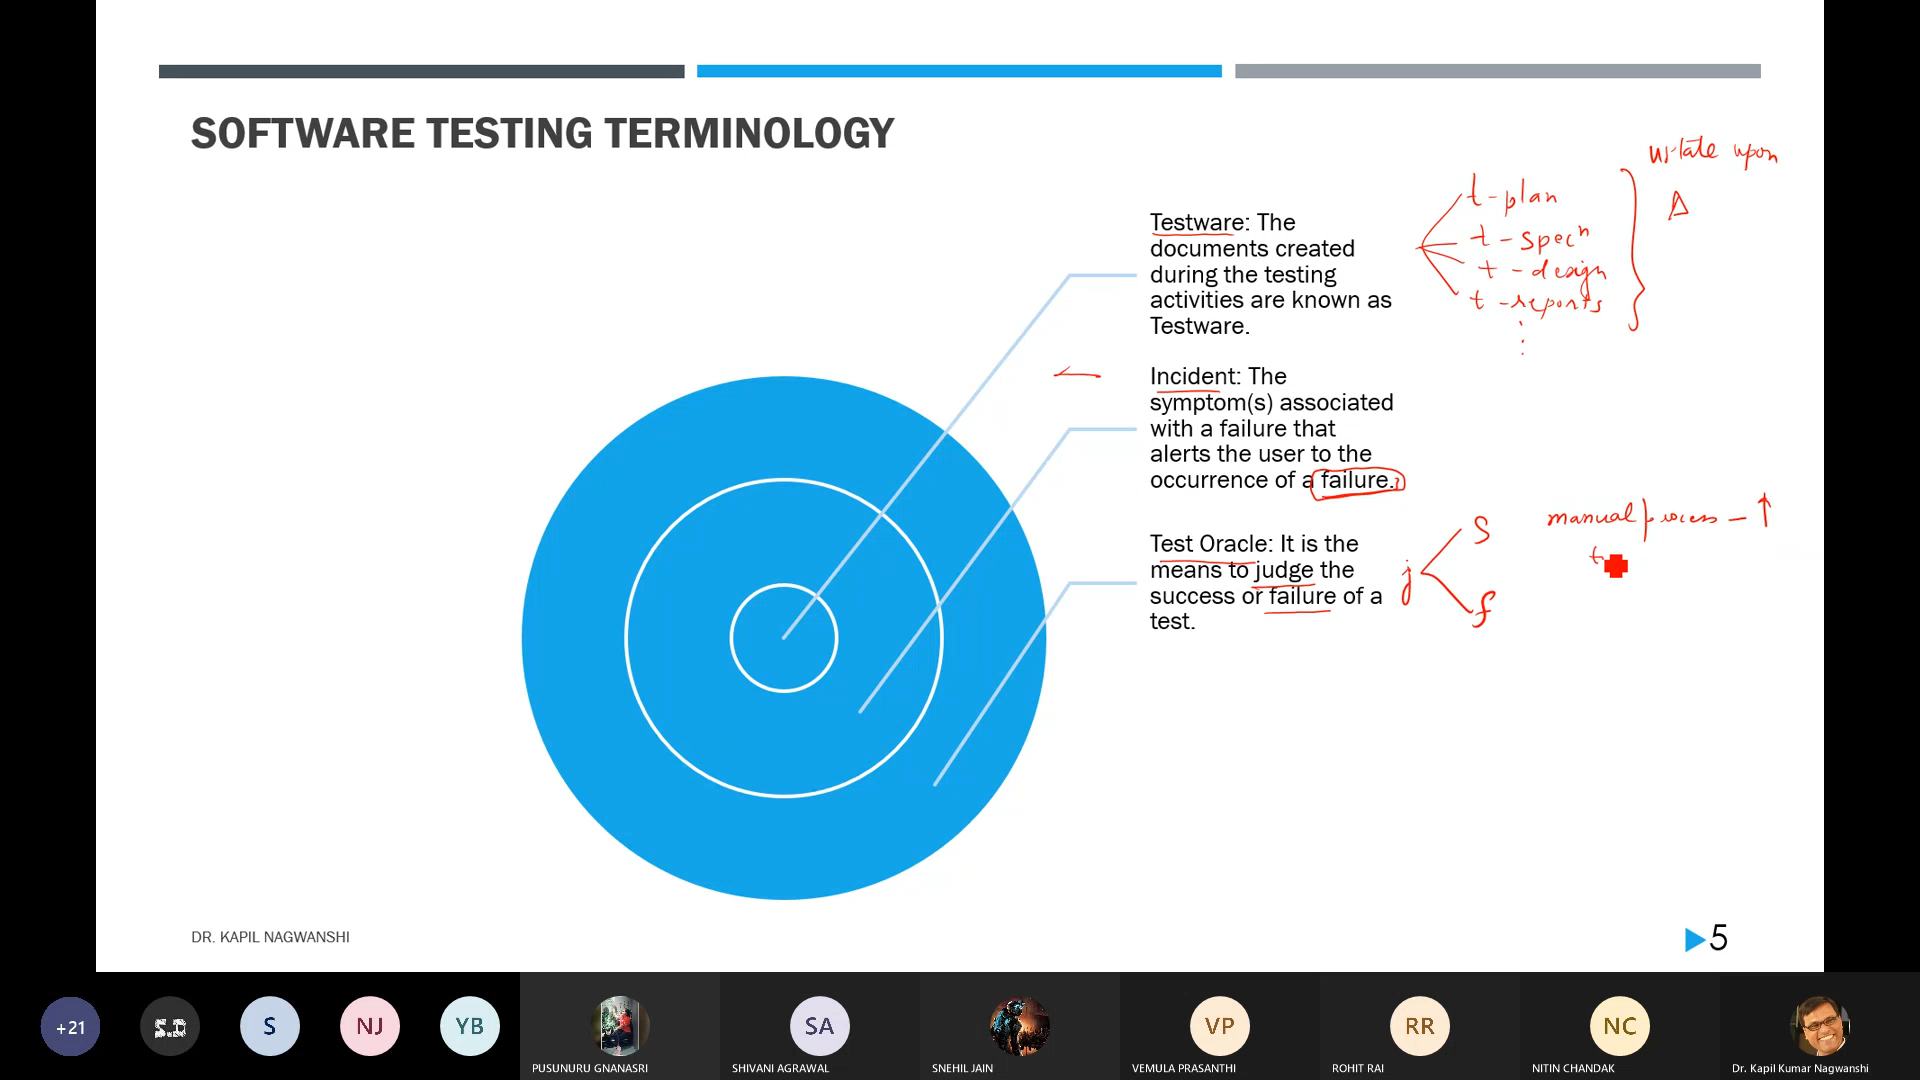 SOFTWARE TESTING TERMINOLOGY
Testware: The
documents created
during the testing
activities are known as
Testware.
t-plan
t-specn
t-design
t-reports
upon
Δ
Incident: The
symptom(s) associated
with a failure that
alerts the user to the
occurrence of a failure.
Test Oracle: It is the
means to judge the
success or failure of a
test.
j
S
f
manual process - ↑
t
DR. KAPIL NAGWANSHI
5
+21
S.D
S
NJ
YB
SA
VP
RR
NC
PUSUNURU GNANASRI
SHIVANI AGRAWAL
SNEHIL JAIN
VEMULA PRASANTHI
ROHIT RAI
NITIN CHANDAK
Dr. Kapil Kumar Nagwanshi